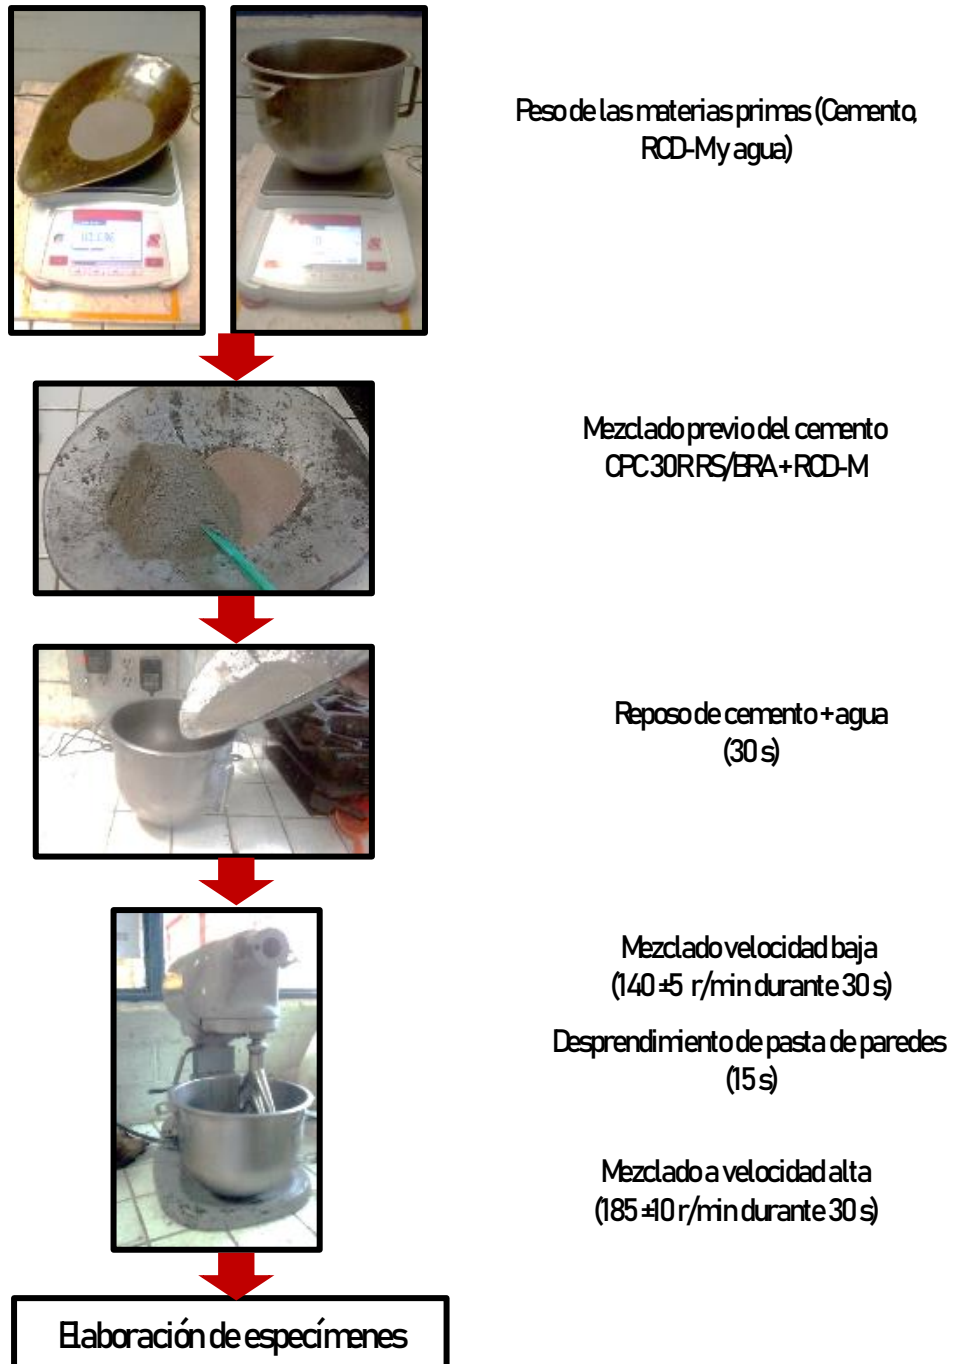 Peso de las materias primas (Cemento,
RCD-M y agua)
Mezclado previo del cemento
CPC 30R RS/BRA + RCD-M
Reposo de cemento + agua
(30 s)
Mezclado velocidad baja
(140 ±5 r/min durante 30 s)
Desprendimiento de pasta de paredes
(15 s)
Mezclado a velocidad alta
(185 ±10 r/min durante 30 s)
Elaboración de especímenes